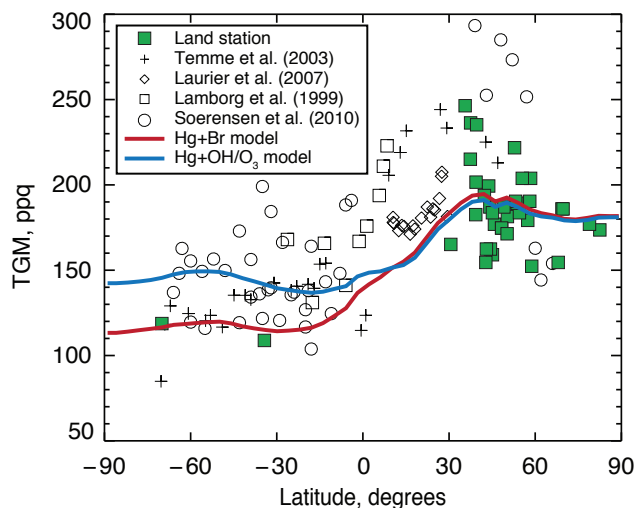 300
250
200
150
100
50
TGM, ppq
Land station
Temme et al. (2003)
Laurier et al. (2007)
Lamborg et al. (1999)
Soerensen et al. (2010)
Hg+Br model
Hg+OH/O₃ model
−90 −60 −30 0 30 60 90
Latitude, degrees